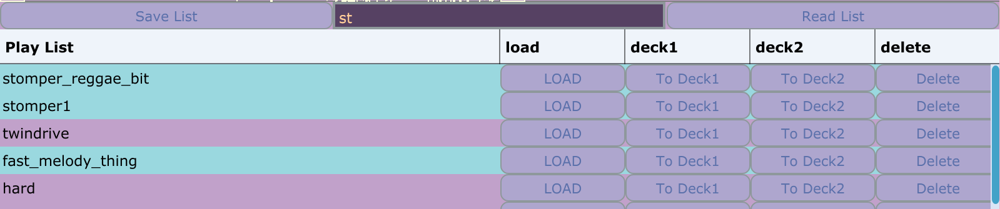 Save List st Read List
Play List load deck1 deck2 delete
stomper_reggae_bit LOAD To Deck1 To Deck2 Delete
stomper1 LOAD To Deck1 To Deck2 Delete
twindrive LOAD To Deck1 To Deck2 Delete
fast_melody_thing LOAD To Deck1 To Deck2 Delete
hard LOAD To Deck1 To Deck2 Delete